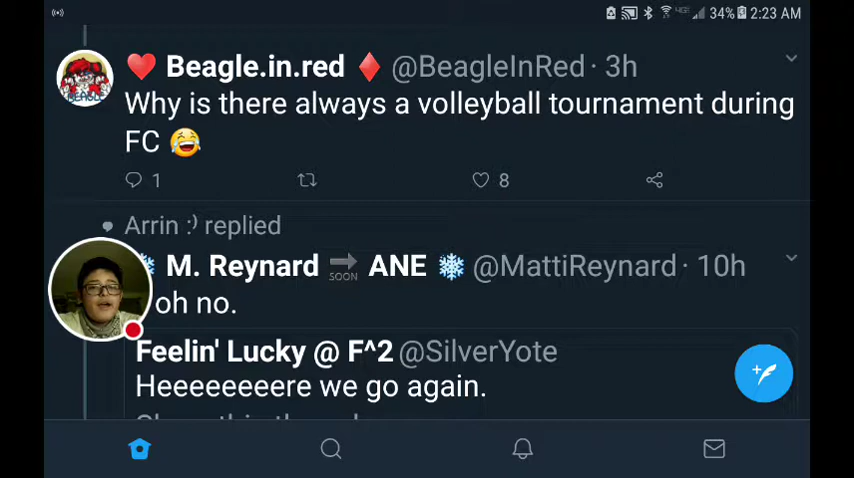 34% 2:23 AM
Beagle.in.red @BeagleInRed · 3h
Why is there always a volleyball tournament during
FC 😂
1 8
Arrin :') replied
M. Reynard SOON ANE @MattiReynard · 10h
oh no.
Feelin' Lucky @ F^2 @SilverYote
Heeeeeeeere we go again.